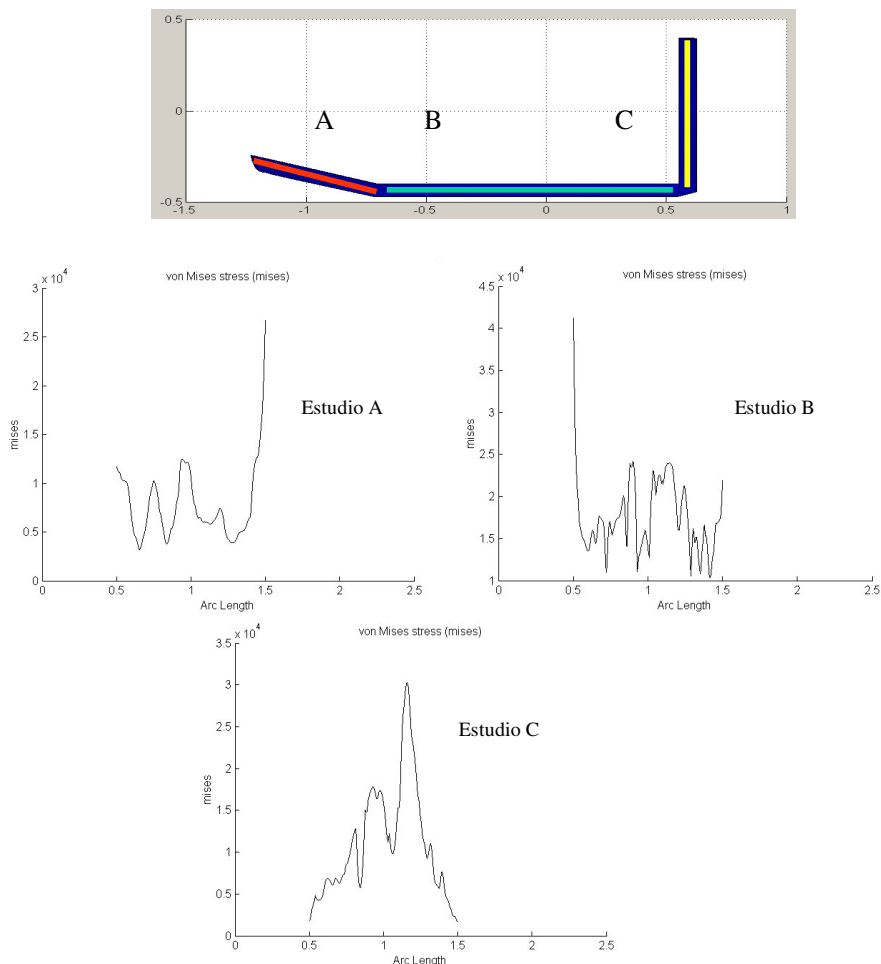 0.5
A B C
0
-0.5
-1.5 -1 -0.5 0 0.5 1
von Mises stress (mises)
x 10^4
3
2.5
2
1.5
1
0.5
0
mises
Estudio A
0 0.5 1 1.5 2 2.5
Arc Length
von Mises stress (mises)
x 10^4
4.5
4
3.5
3
2.5
2
1.5
1
mises
Estudio B
0 0.5 1 1.5 2 2.5
Arc Length
von Mises stress (mises)
x 10^4
3.5
3
2.5
2
1.5
1
0.5
0
mises
Estudio C
0 0.5 1 1.5 2 2.5
Arc Length